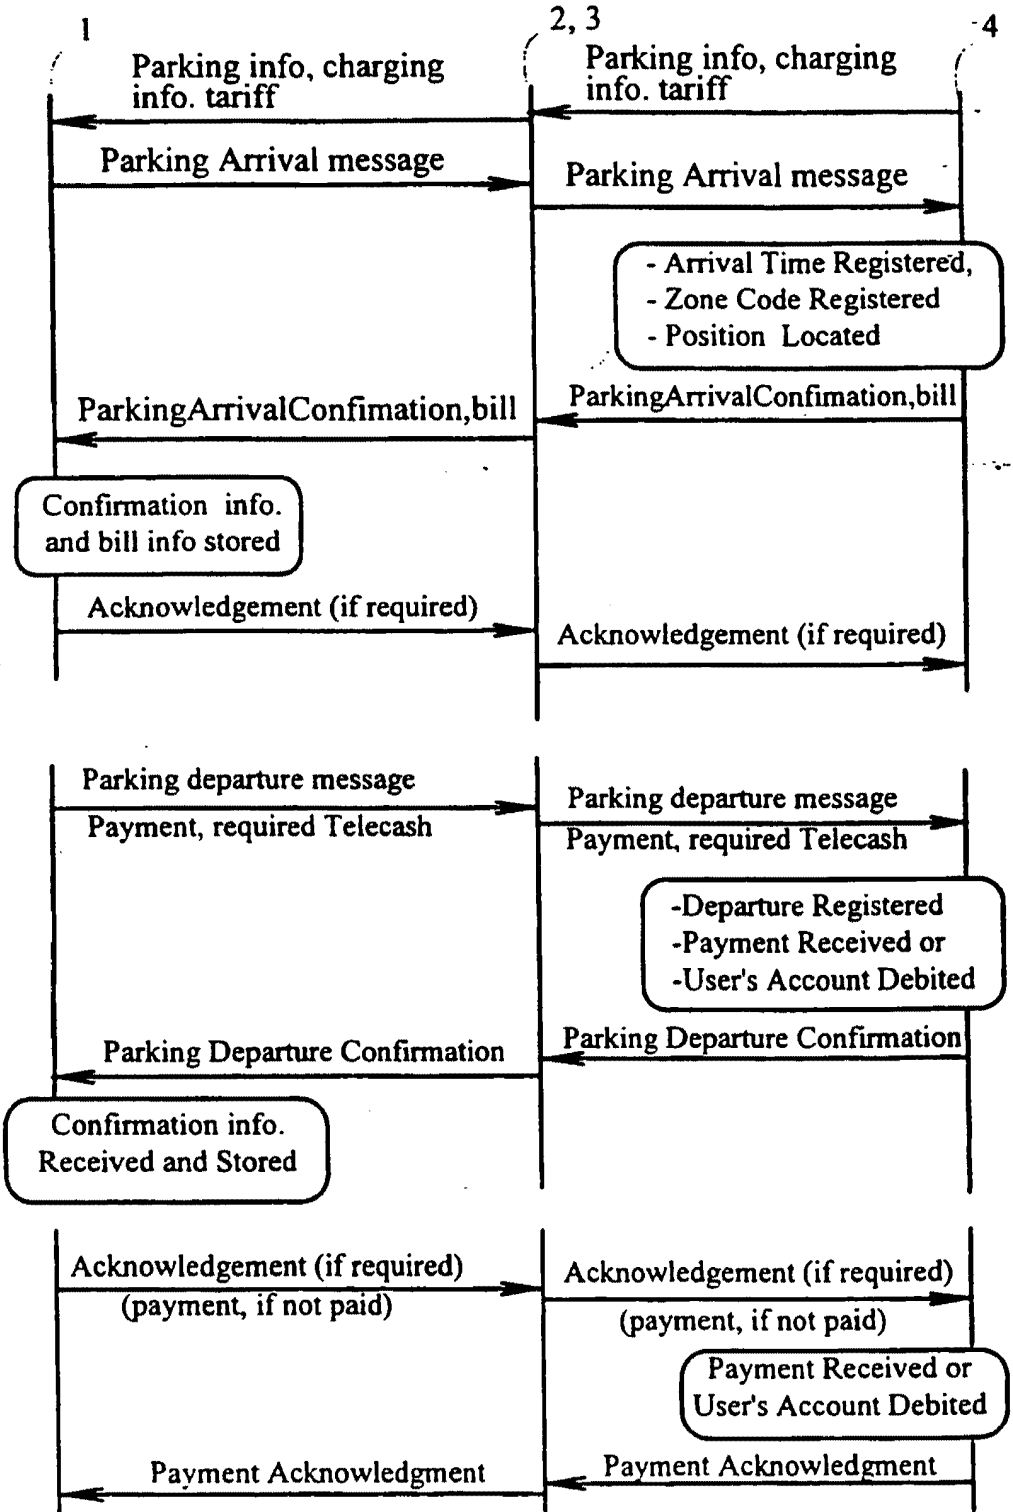 1
2, 3
4
Parking info, charging
info. tariff
Parking info, charging
info. tariff
Parking Arrival message
Parking Arrival message
- Arrival Time Registered,
- Zone Code Registered
- Position Located
ParkingArrivalConfimation,bill
ParkingArrivalConfimation,bill
Confirmation info.
and bill info stored
Acknowledgement (if required)
Acknowledgement (if required)
Parking departure message
Payment, required Telecash
Parking departure message
Payment, required Telecash
-Departure Registered
-Payment Received or
-User's Account Debited
Parking Departure Confirmation
Parking Departure Confirmation
Confirmation info.
Received and Stored
Acknowledgement (if required)
(payment, if not paid)
Acknowledgement (if required)
(payment, if not paid)
Payment Received or
User's Account Debited
Payment Acknowledgment
Payment Acknowledgment